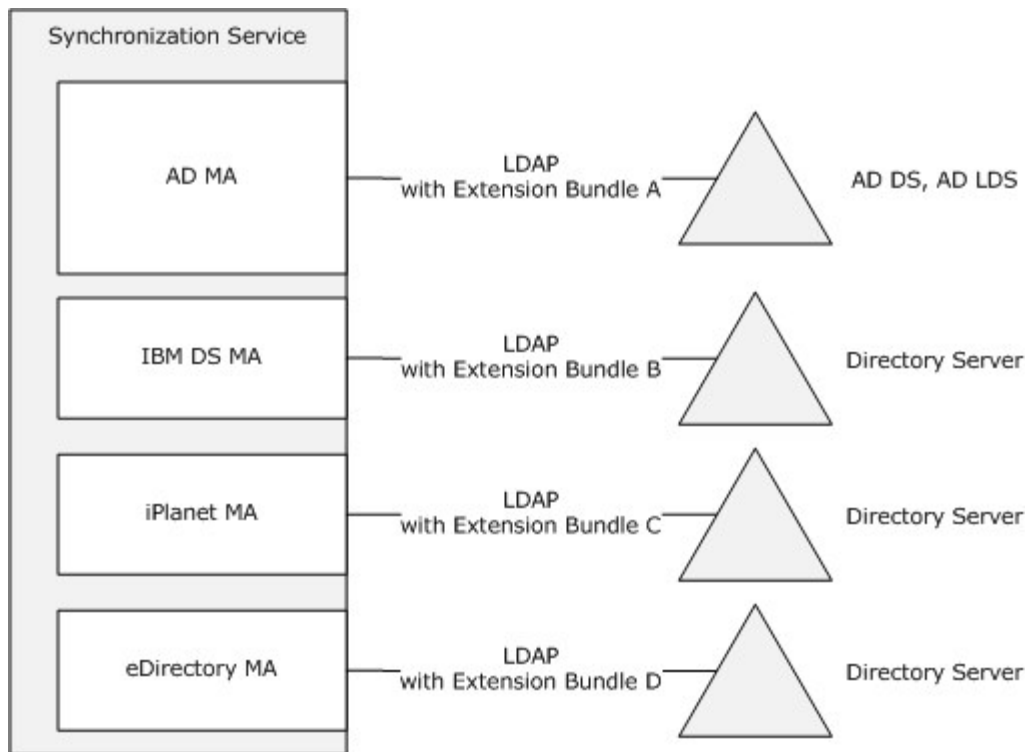 Synchronization Service
AD MA
LDAP
with Extension Bundle A
AD DS, AD LDS
IBM DS MA
LDAP
with Extension Bundle B
Directory Server
iPlanet MA
LDAP
with Extension Bundle C
Directory Server
eDirectory MA
LDAP
with Extension Bundle D
Directory Server